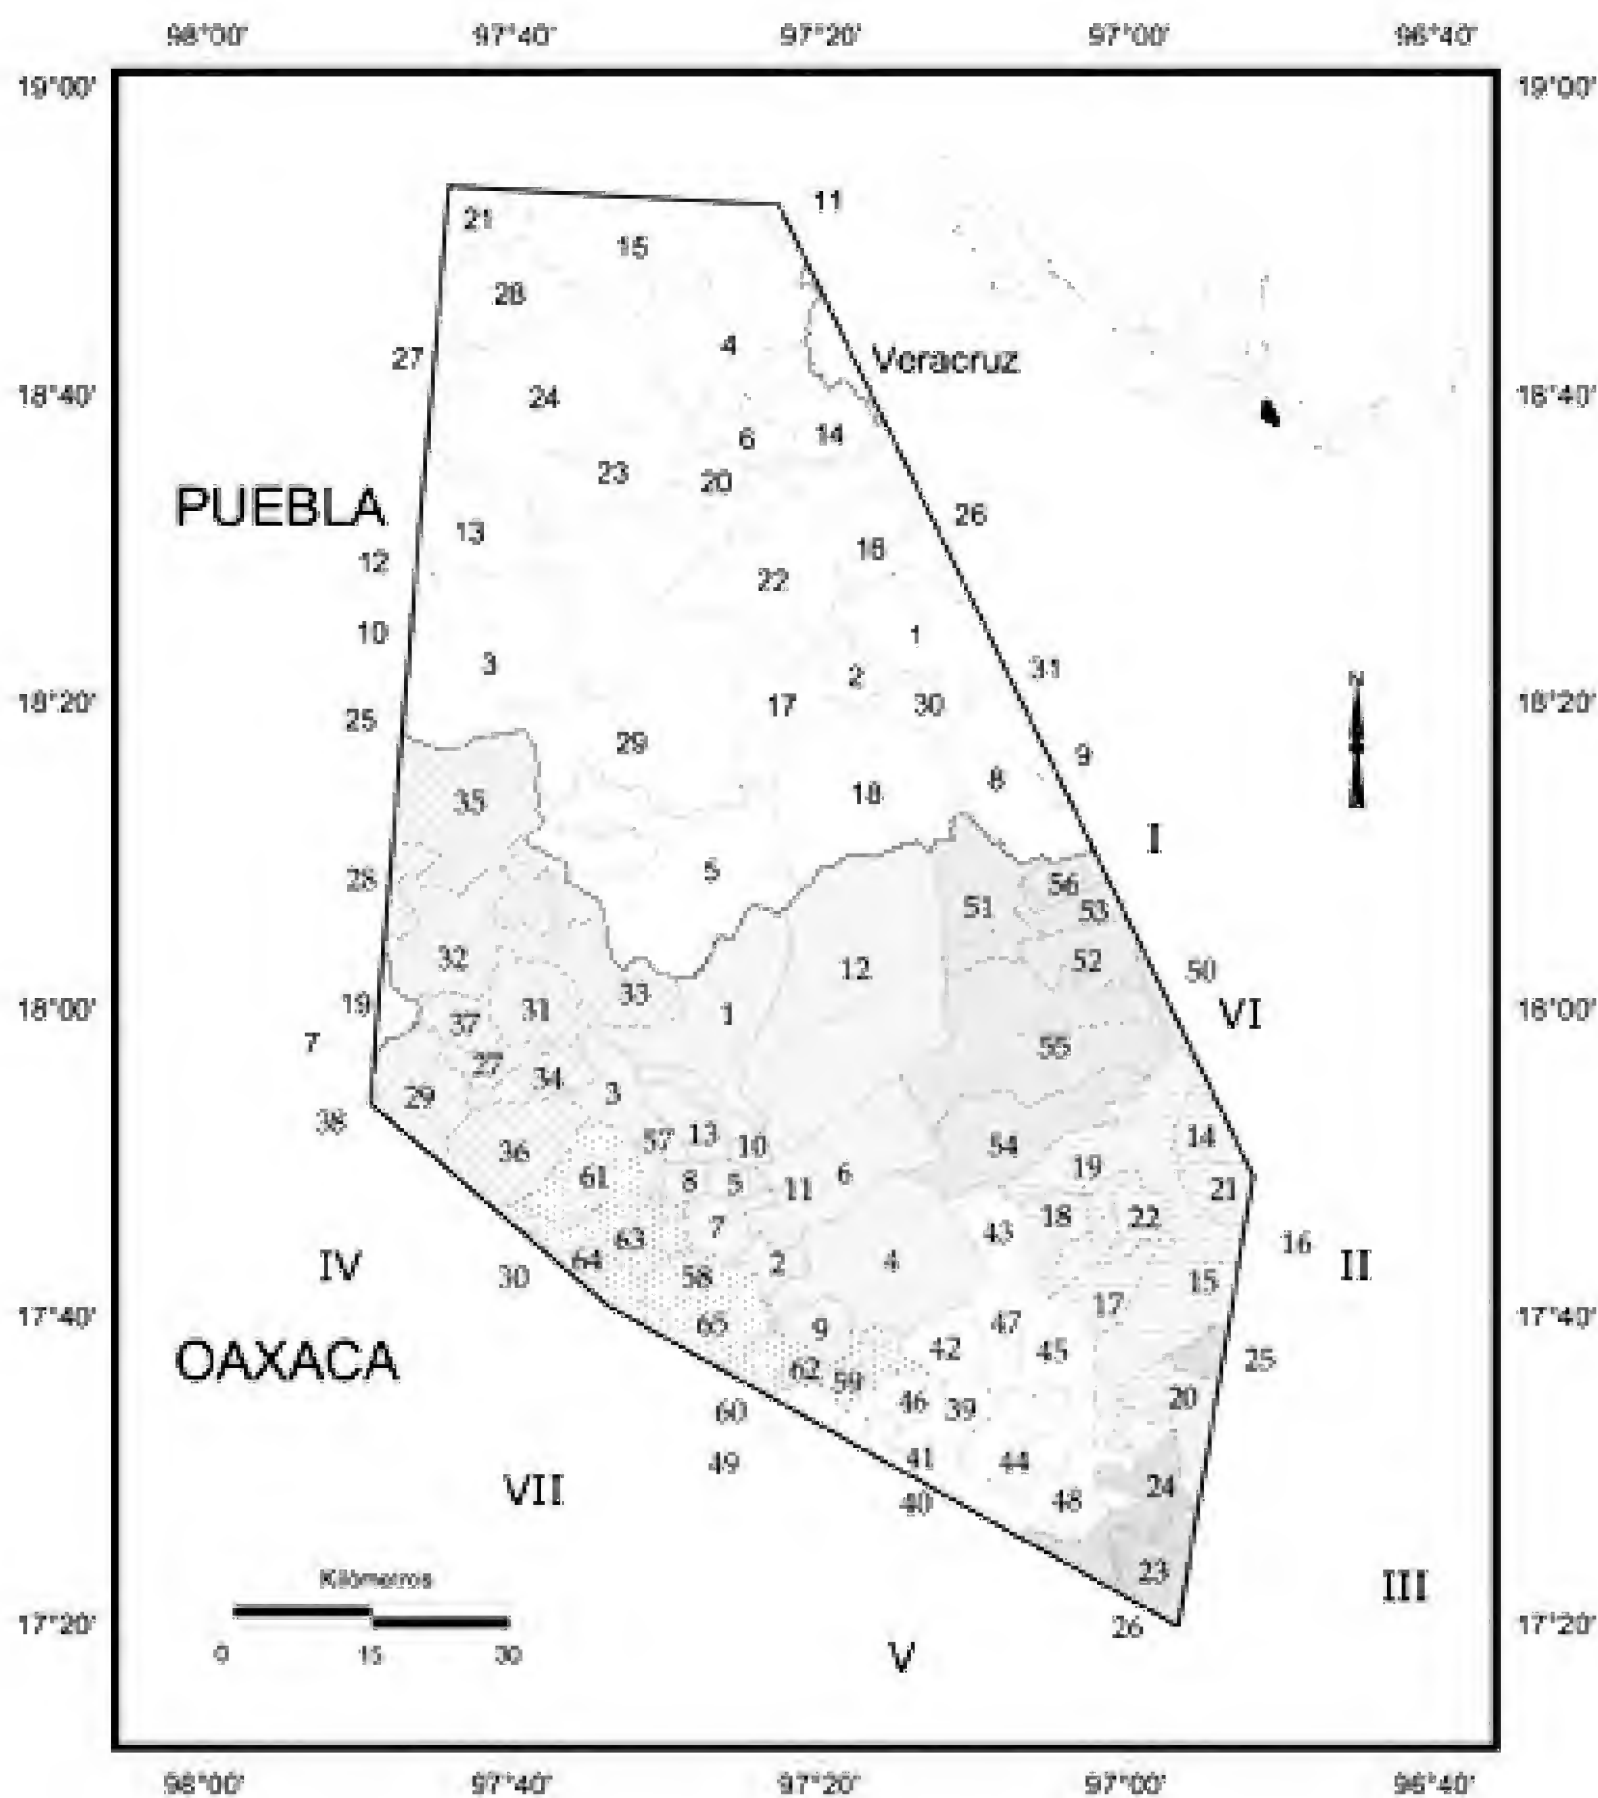 98°00' 97°40' 97°20' 97°00' 96°40'
19°00' 19°00'
11
21
15
28
4
27 Veracruz
18°40' 24 18°40'
6 14
23 20
PUEBLA 26
13
12 18
22
10 1
3 31
2
18°20' 17 30 18°20'
25
29 9
N
8
35 18
I
28 5 56
51 53
32 12 52 50
33
18°00' 19 31 1 VI 18°00'
37
7 55
27 34
29 3
38 57 13 10 54 14
36 19
61 8 5 11 6 21
7 18 22
63 43 16
IV 64 2 4 II
30 58 15
17
17°40' 65 9 47 17°40'
OAXACA 42 45 25
62 59
60 46 39 20
49 41 44
VII 40 48 24
Kilómetros 23 III
17°20' 26 17°20'
0 15 30 V
98°00' 97°40' 97°20' 97°00' 96°40'